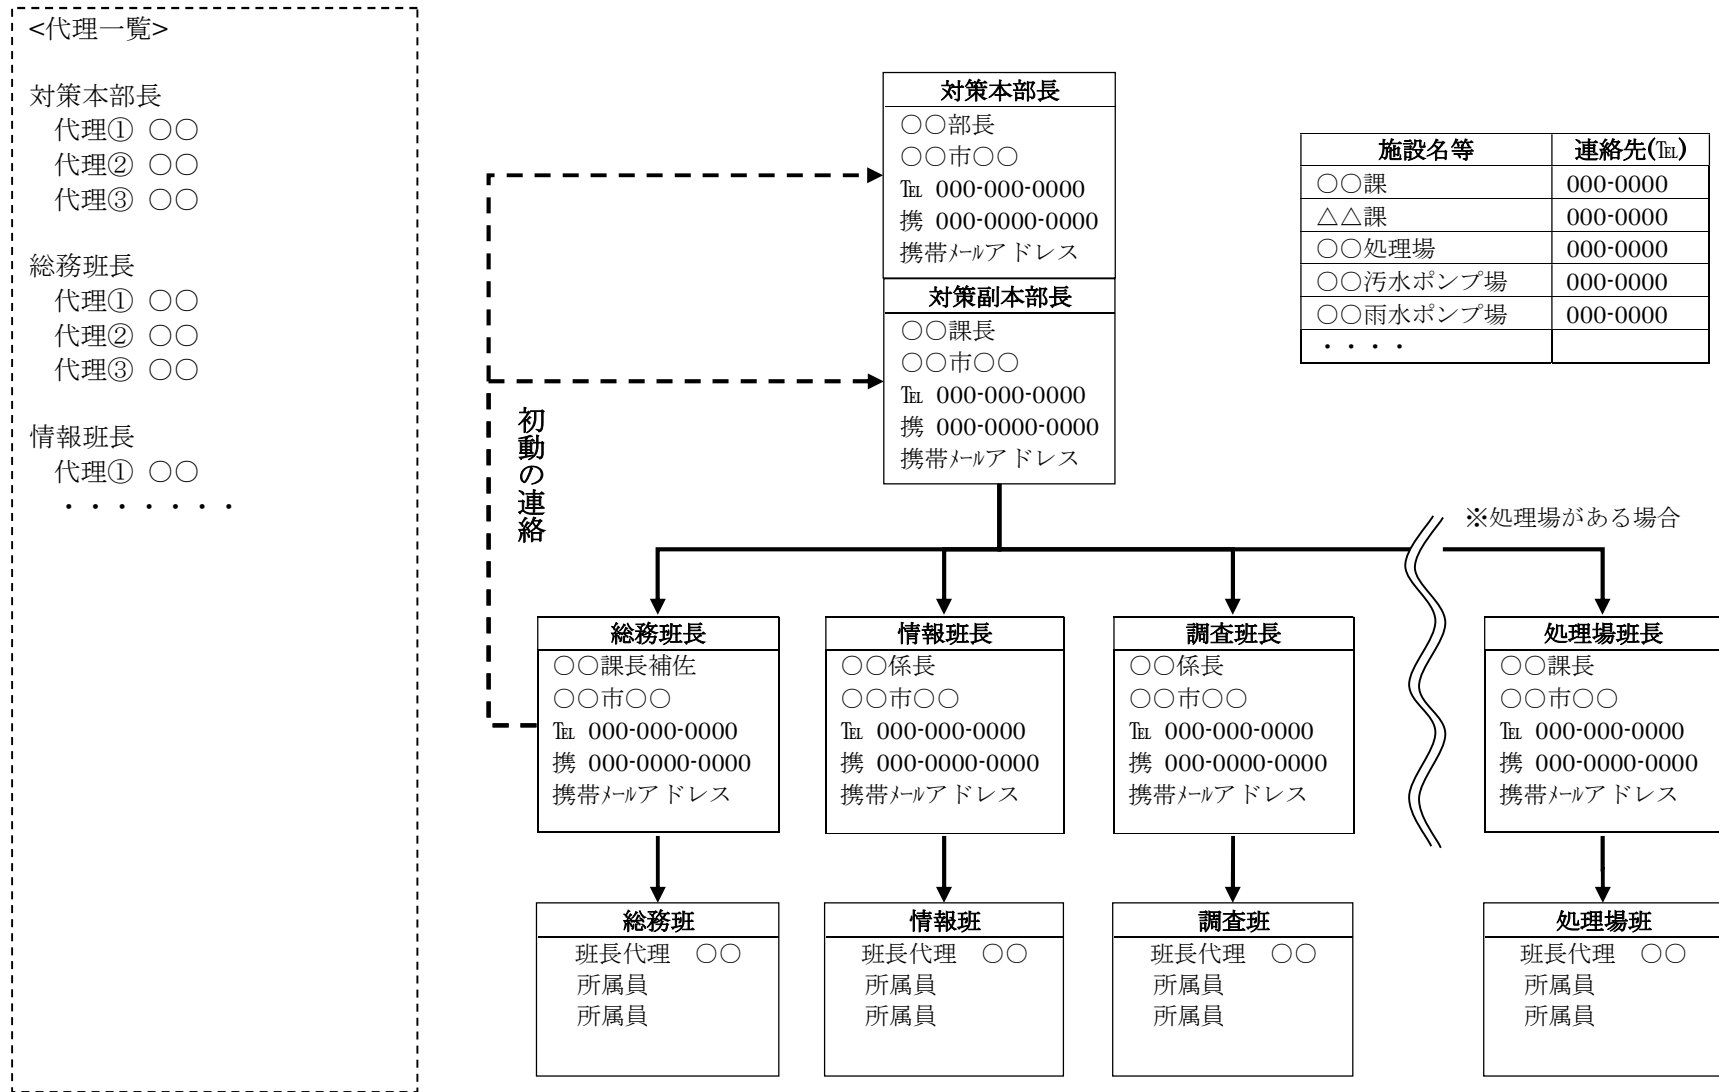 <代理一覧>
対策本部長
代理① ○○
代理② ○○
代理③ ○○
総務班長
代理① ○○
代理② ○○
代理③ ○○
情報班長
代理① ○○
・・・・・・・
初動の連絡
対策本部長
○○部長
○○市○○
℡ 000-000-0000
携 000-0000-0000
携帯ﾒｰﾙアドレス
対策副本部長
○○課長
○○市○○
℡ 000-000-0000
携 000-0000-0000
携帯ﾒｰﾙアドレス
施設名等 連絡先(℡)
○○課 000-0000
△△課 000-0000
○○処理場 000-0000
○○汚水ポンプ場 000-0000
○○雨水ポンプ場 000-0000
・・・・
※処理場がある場合
総務班長
○○課長補佐
○○市○○
℡ 000-000-0000
携 000-0000-0000
携帯ﾒｰﾙアドレス
情報班長
○○係長
○○市○○
℡ 000-000-0000
携 000-0000-0000
携帯ﾒｰﾙアドレス
調査班長
○○係長
○○市○○
℡ 000-000-0000
携 000-0000-0000
携帯ﾒｰﾙアドレス
処理場班長
○○課長
○○市○○
℡ 000-000-0000
携 000-0000-0000
携帯ﾒｰﾙアドレス
総務班
班長代理 ○○
所属員
所属員
情報班
班長代理 ○○
所属員
所属員
調査班
班長代理 ○○
所属員
所属員
処理場班
班長代理 ○○
所属員
所属員